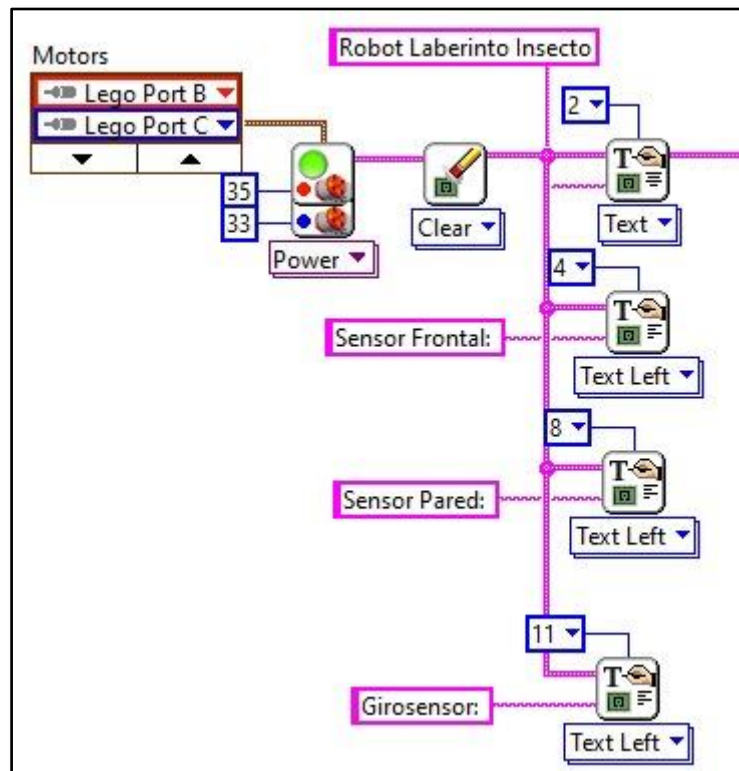 Robot Laberinto Insecto
Motors
Lego Port B
Lego Port C
2
T
35
33
Text
Power
Clear
4
T
Sensor Frontal:
Text Left
8
T
Sensor Pared:
Text Left
11
T
Girosensor:
Text Left